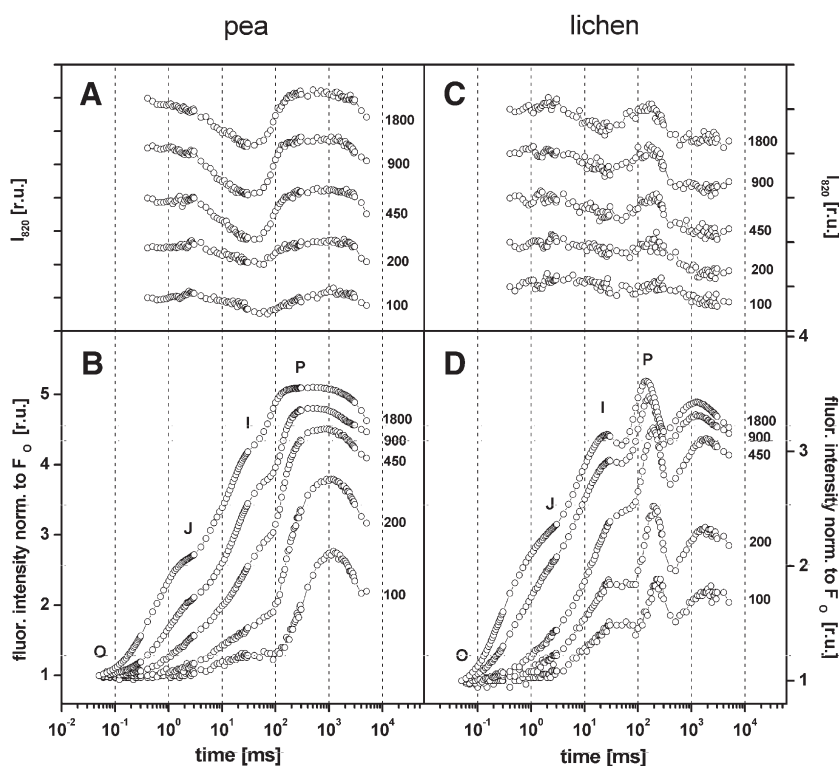 pea
lichen
A
C
1800
900
450
200
100
1800
900
450
200
100
I820 [r.u.]
I820 [r.u.]
B
D
O
J
I
P
O
J
I
P
1800
900
450
200
100
1800
900
450
200
100
5
4
3
2
1
4
3
2
1
fluor. intensity norm. to FO [r.u.]
fluor. intensity norm. to FO [r.u.]
10-2 10-1 100 101 102 103 104
10-1 100 101 102 103 104
time [ms]
time [ms]